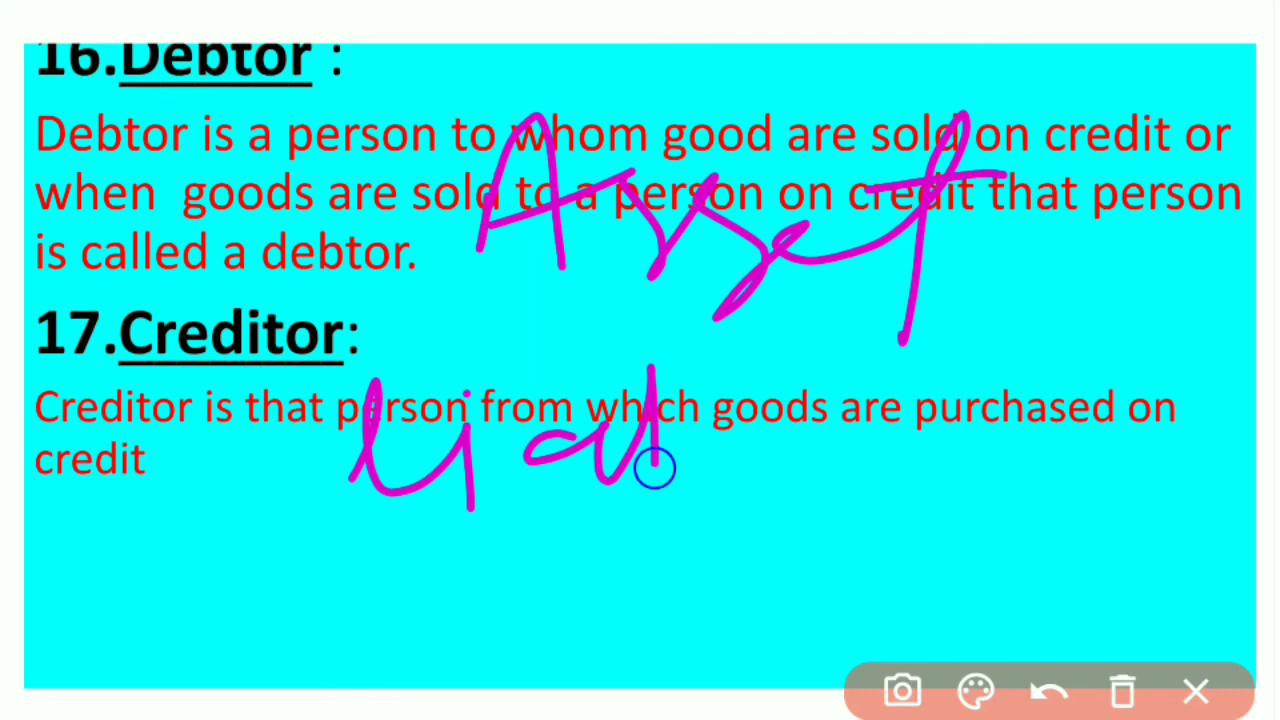 16.Debtor :
Debtor is a person to whom good are sold on credit or
when goods are sold to a person on credit that person
is called a debtor.
Asset
17.Creditor:
Creditor is that person from which goods are purchased on
credit